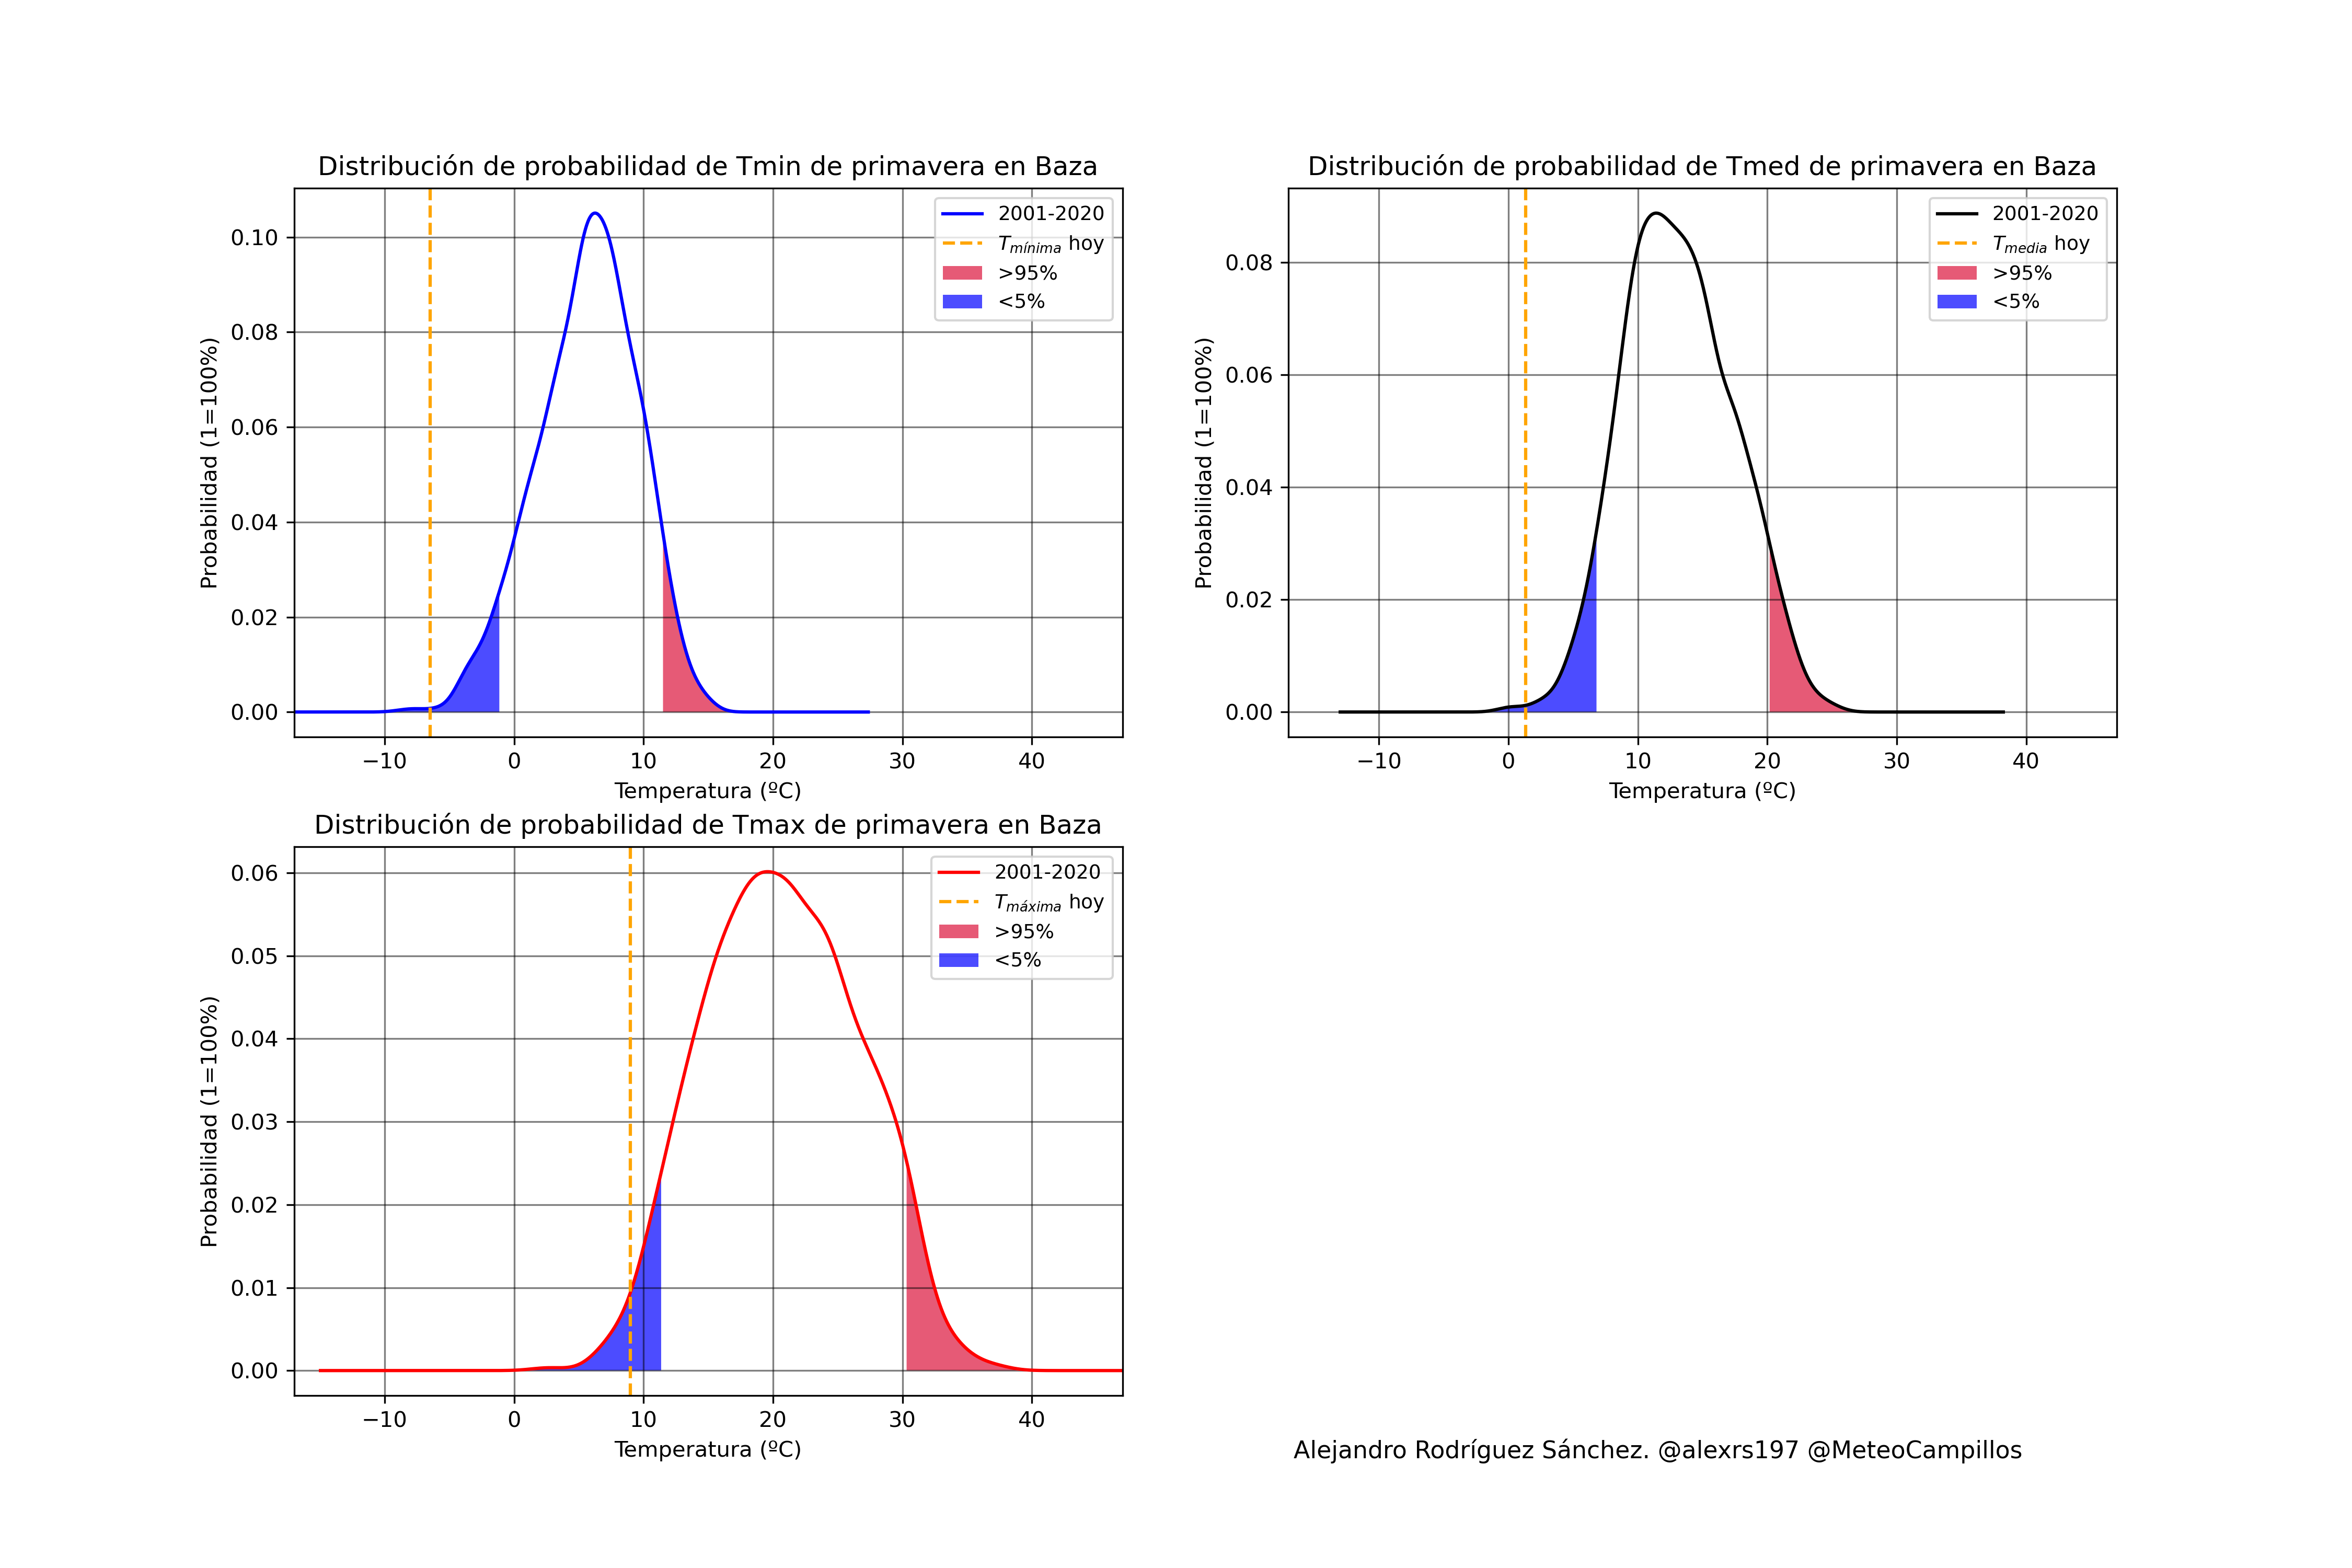 Distribución de probabilidad de Tmin de primavera en Baza
Probabilidad (1=100%)
0.10
0.08
0.06
0.04
0.02
0.00
−10 0 10 20 30 40
Temperatura (ºC)
2001-2020
Tmínima hoy
>95%
<5%
Distribución de probabilidad de Tmed de primavera en Baza
Probabilidad (1=100%)
0.08
0.06
0.04
0.02
0.00
−10 0 10 20 30 40
Temperatura (ºC)
2001-2020
Tmedia hoy
>95%
<5%
Distribución de probabilidad de Tmax de primavera en Baza
Probabilidad (1=100%)
0.06
0.05
0.04
0.03
0.02
0.01
0.00
−10 0 10 20 30 40
Temperatura (ºC)
2001-2020
Tmáxima hoy
>95%
<5%
Alejandro Rodríguez Sánchez. @alexrs197 @MeteoCampillos